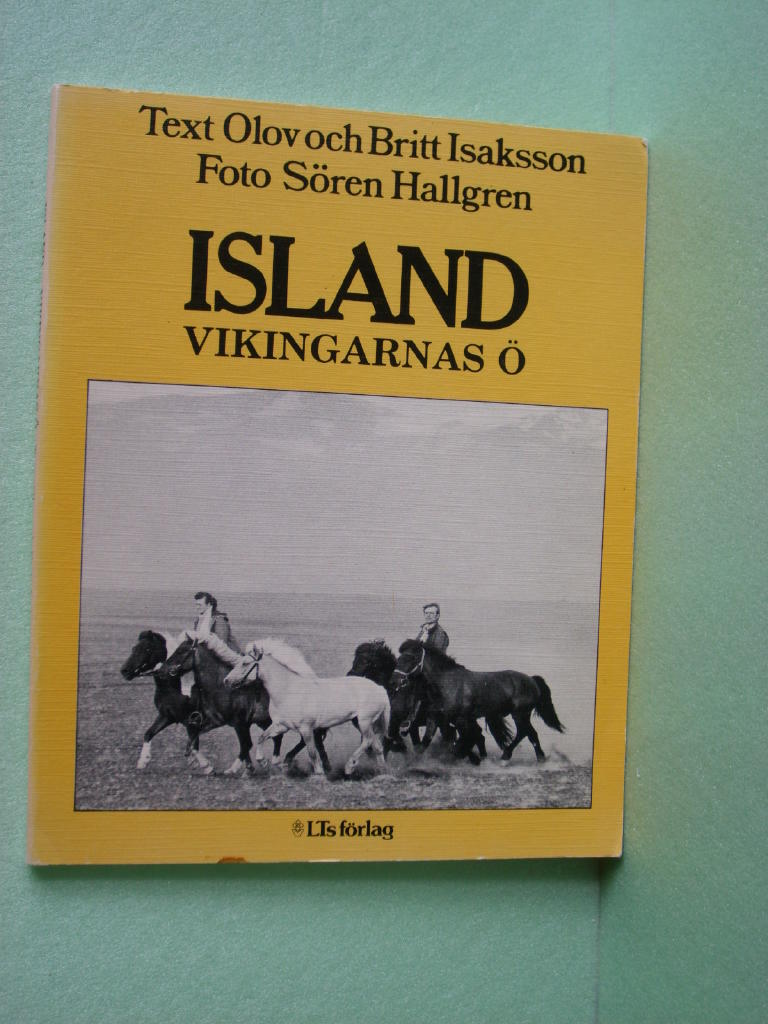 Text Olov och Britt Isaksson
Foto Sören Hallgren
ISLAND
VIKINGARNAS Ö
LTs förlag